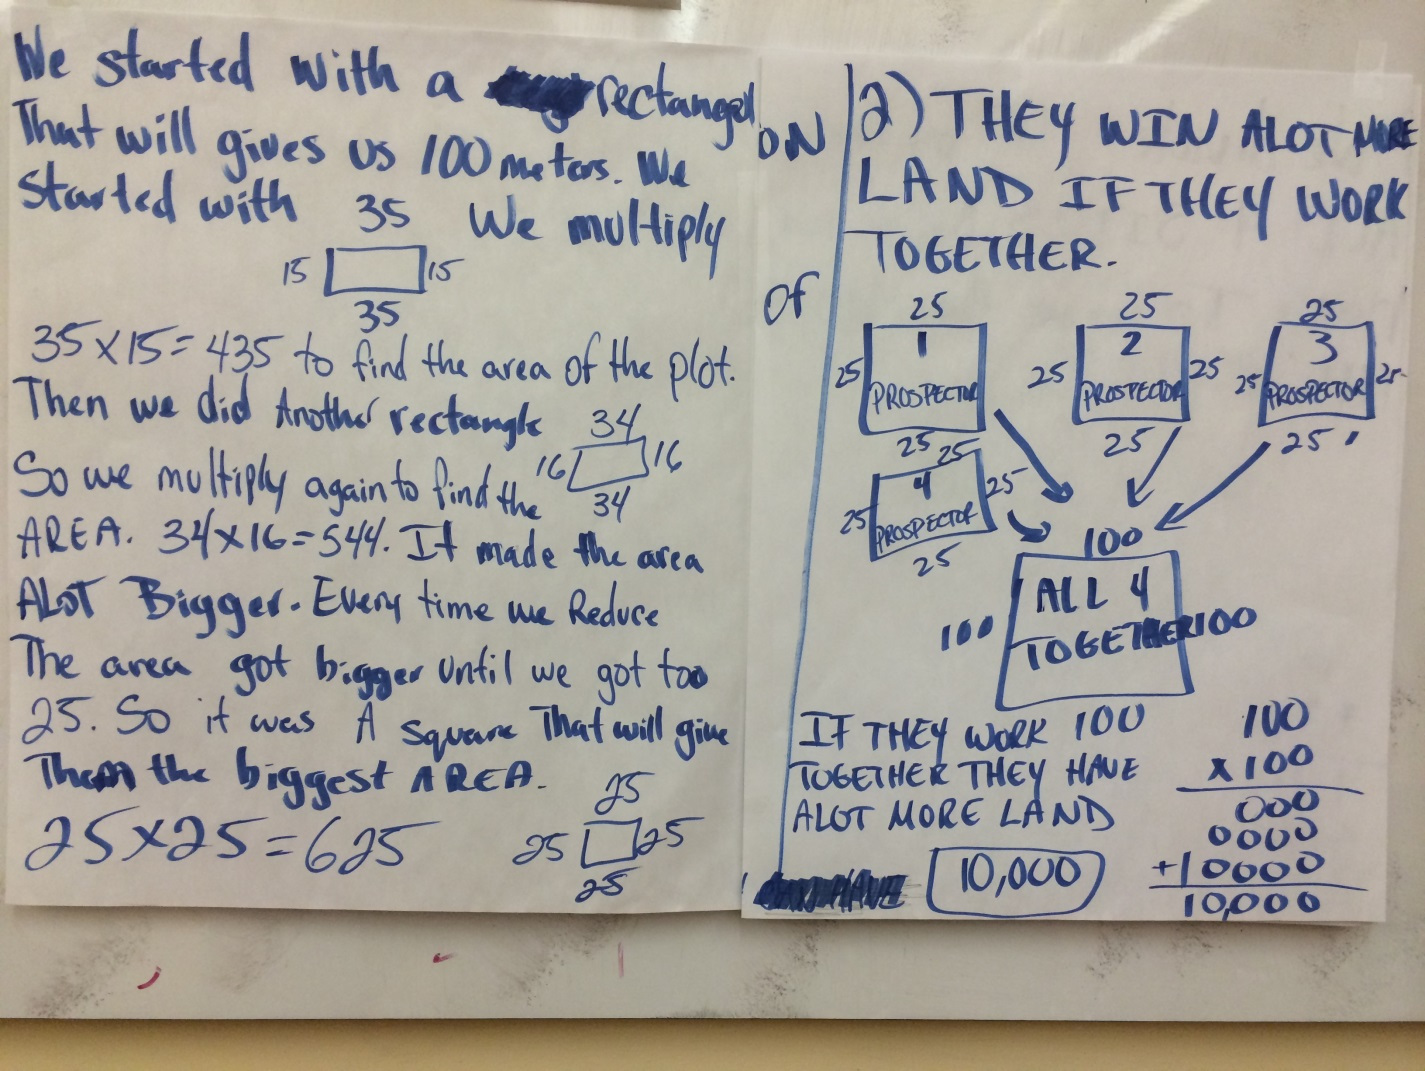 We started with a rectangel
That will gives us 100 meters. We
Started with 35 We multiply
15 15
35
35x15=435 to find the area of the plot.
Then we did Another rectangle
34
16 16
34
So we multiply again to find the
AREA. 34x16=544. It made the area
ALOT Bigger. Every time we Reduce
The area got bigger until we got too
25. So it was A square That will give
Them the biggest AREA.
25x25=625
25
25 25
25
ON
of
2) THEY WIN ALOT MORE
LAND IF THEY WORK
TOGETHER.
25 25 25
25 1 25 2 25 25 3 25
PROSPECTOR PROSPECTOR PROSPECTOR
25 25 25
25
25 4 25
PROSPECTOR
25
100
100 ALL 4
TOGETHER 100
100
IF THEY WORK
TOGETHER THEY HAVE
ALOT MORE LAND
HAVE 10,000
100
x100
000
0000
+10000
10,000